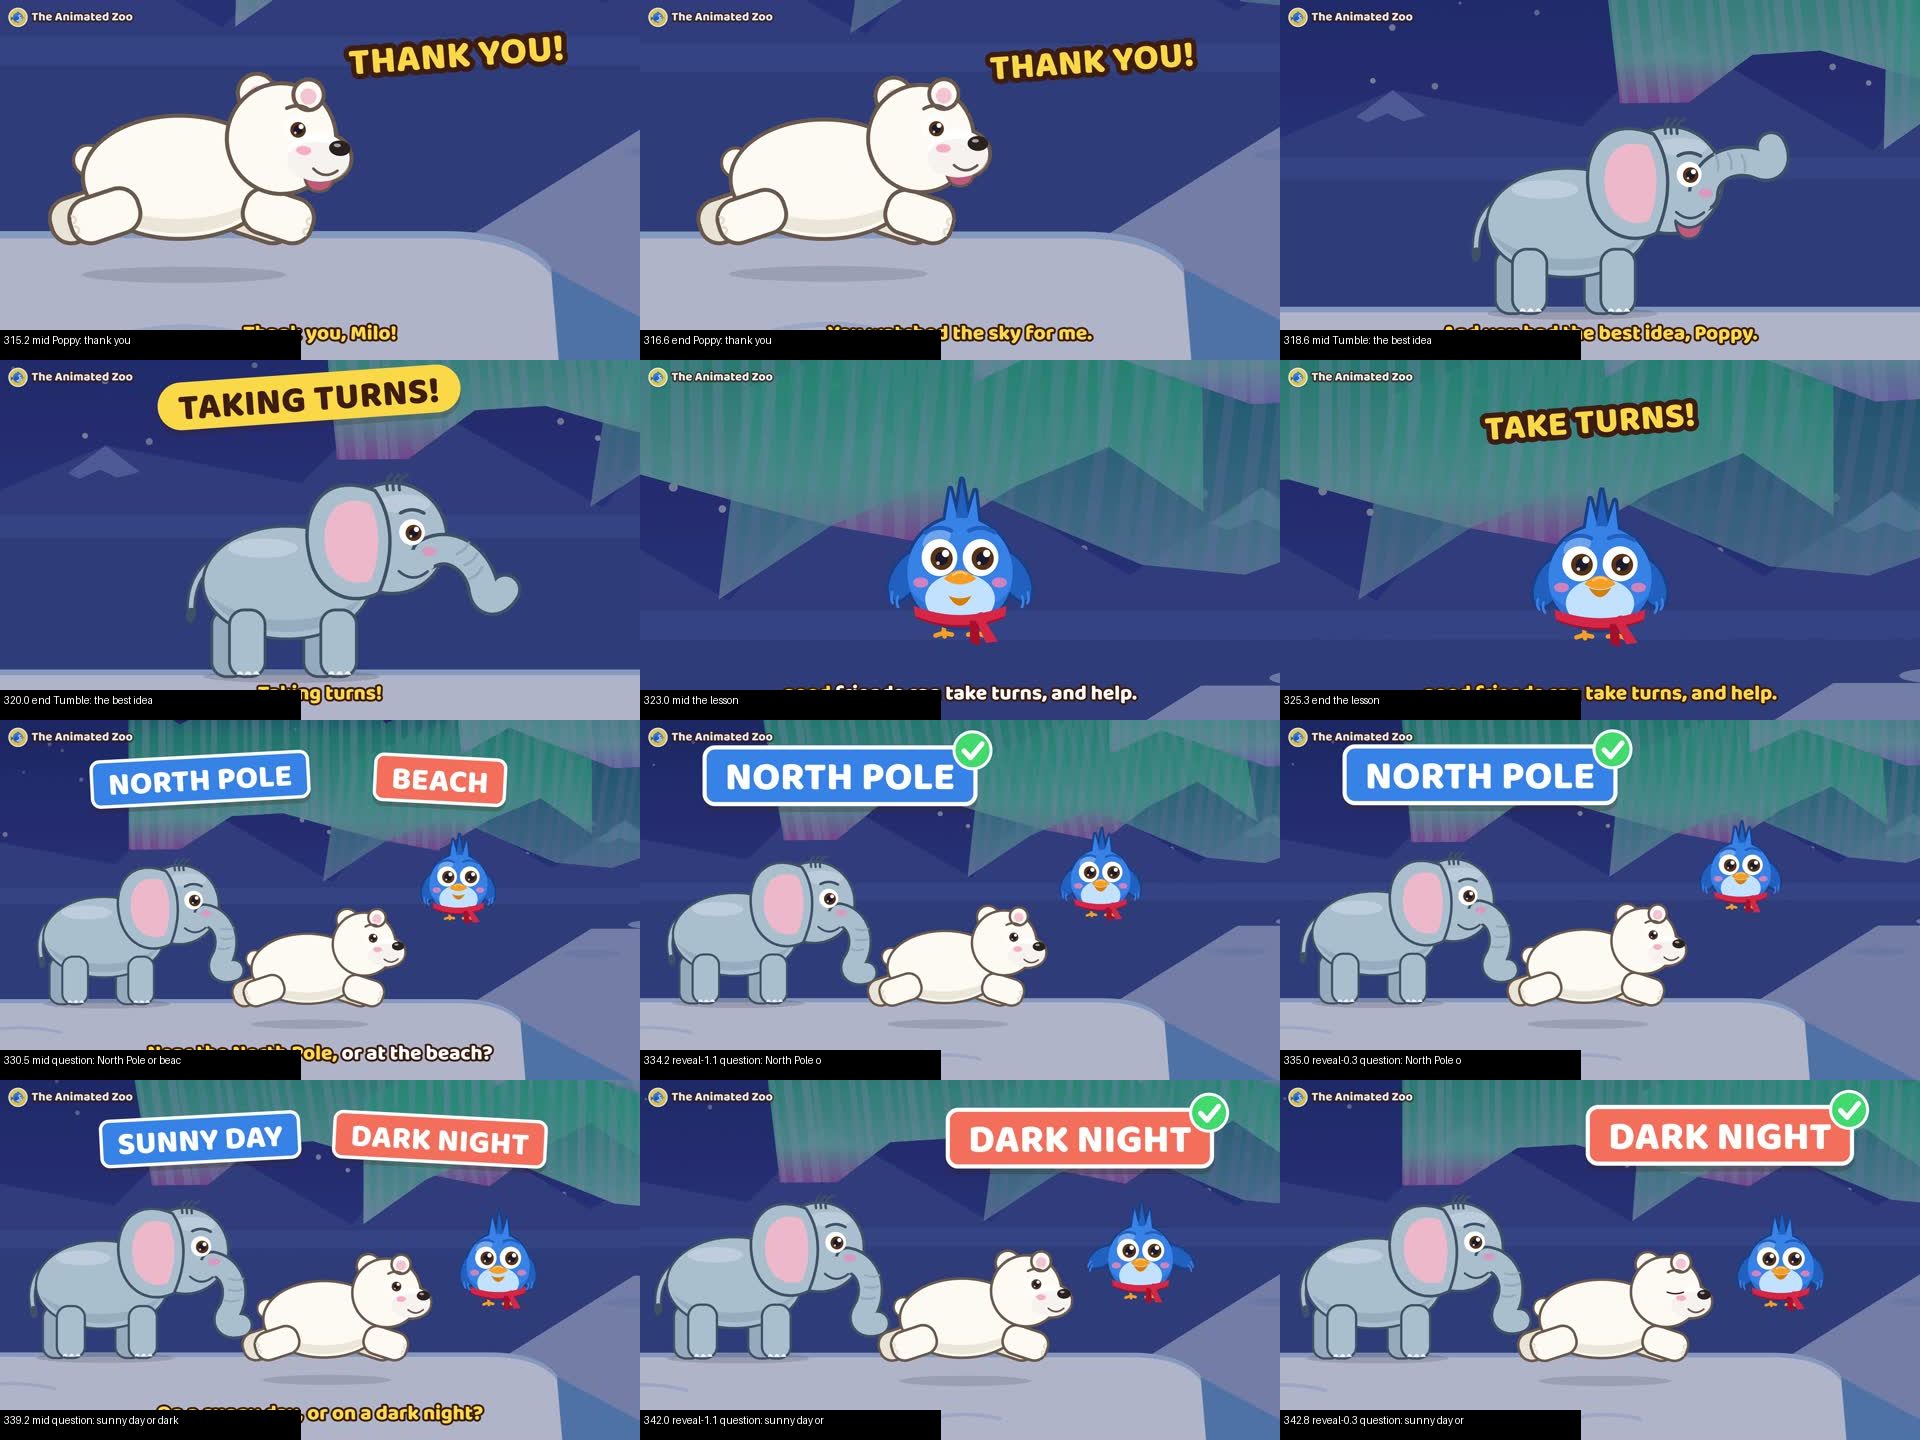 The Animated Zoo
THANK YOU!
you, Milo!
315.2 mid Poppy: thank you
The Animated Zoo
THANK YOU!
the sky for me.
316.6 end Poppy: thank you
The Animated Zoo
the best idea, Poppy.
318.6 mid Tumble: the best idea
The Animated Zoo
TAKING TURNS!
Taking turns!
320.0 end Tumble: the best idea
The Animated Zoo
take turns, and help.
323.0 mid the lesson
The Animated Zoo
TAKE TURNS!
take turns, and help.
325.3 end the lesson
The Animated Zoo
NORTH POLE
BEACH
or at the beach?
330.5 mid question: North Pole or beac
The Animated Zoo
NORTH POLE
334.2 reveal-1.1 question: North Pole o
The Animated Zoo
NORTH POLE
335.0 reveal-0.3 question: North Pole o
The Animated Zoo
SUNNY DAY
DARK NIGHT
or on a dark night?
339.2 mid question: sunny day or dark
The Animated Zoo
DARK NIGHT
342.0 reveal-1.1 question: sunny day or
The Animated Zoo
DARK NIGHT
342.8 reveal-0.3 question: sunny day or